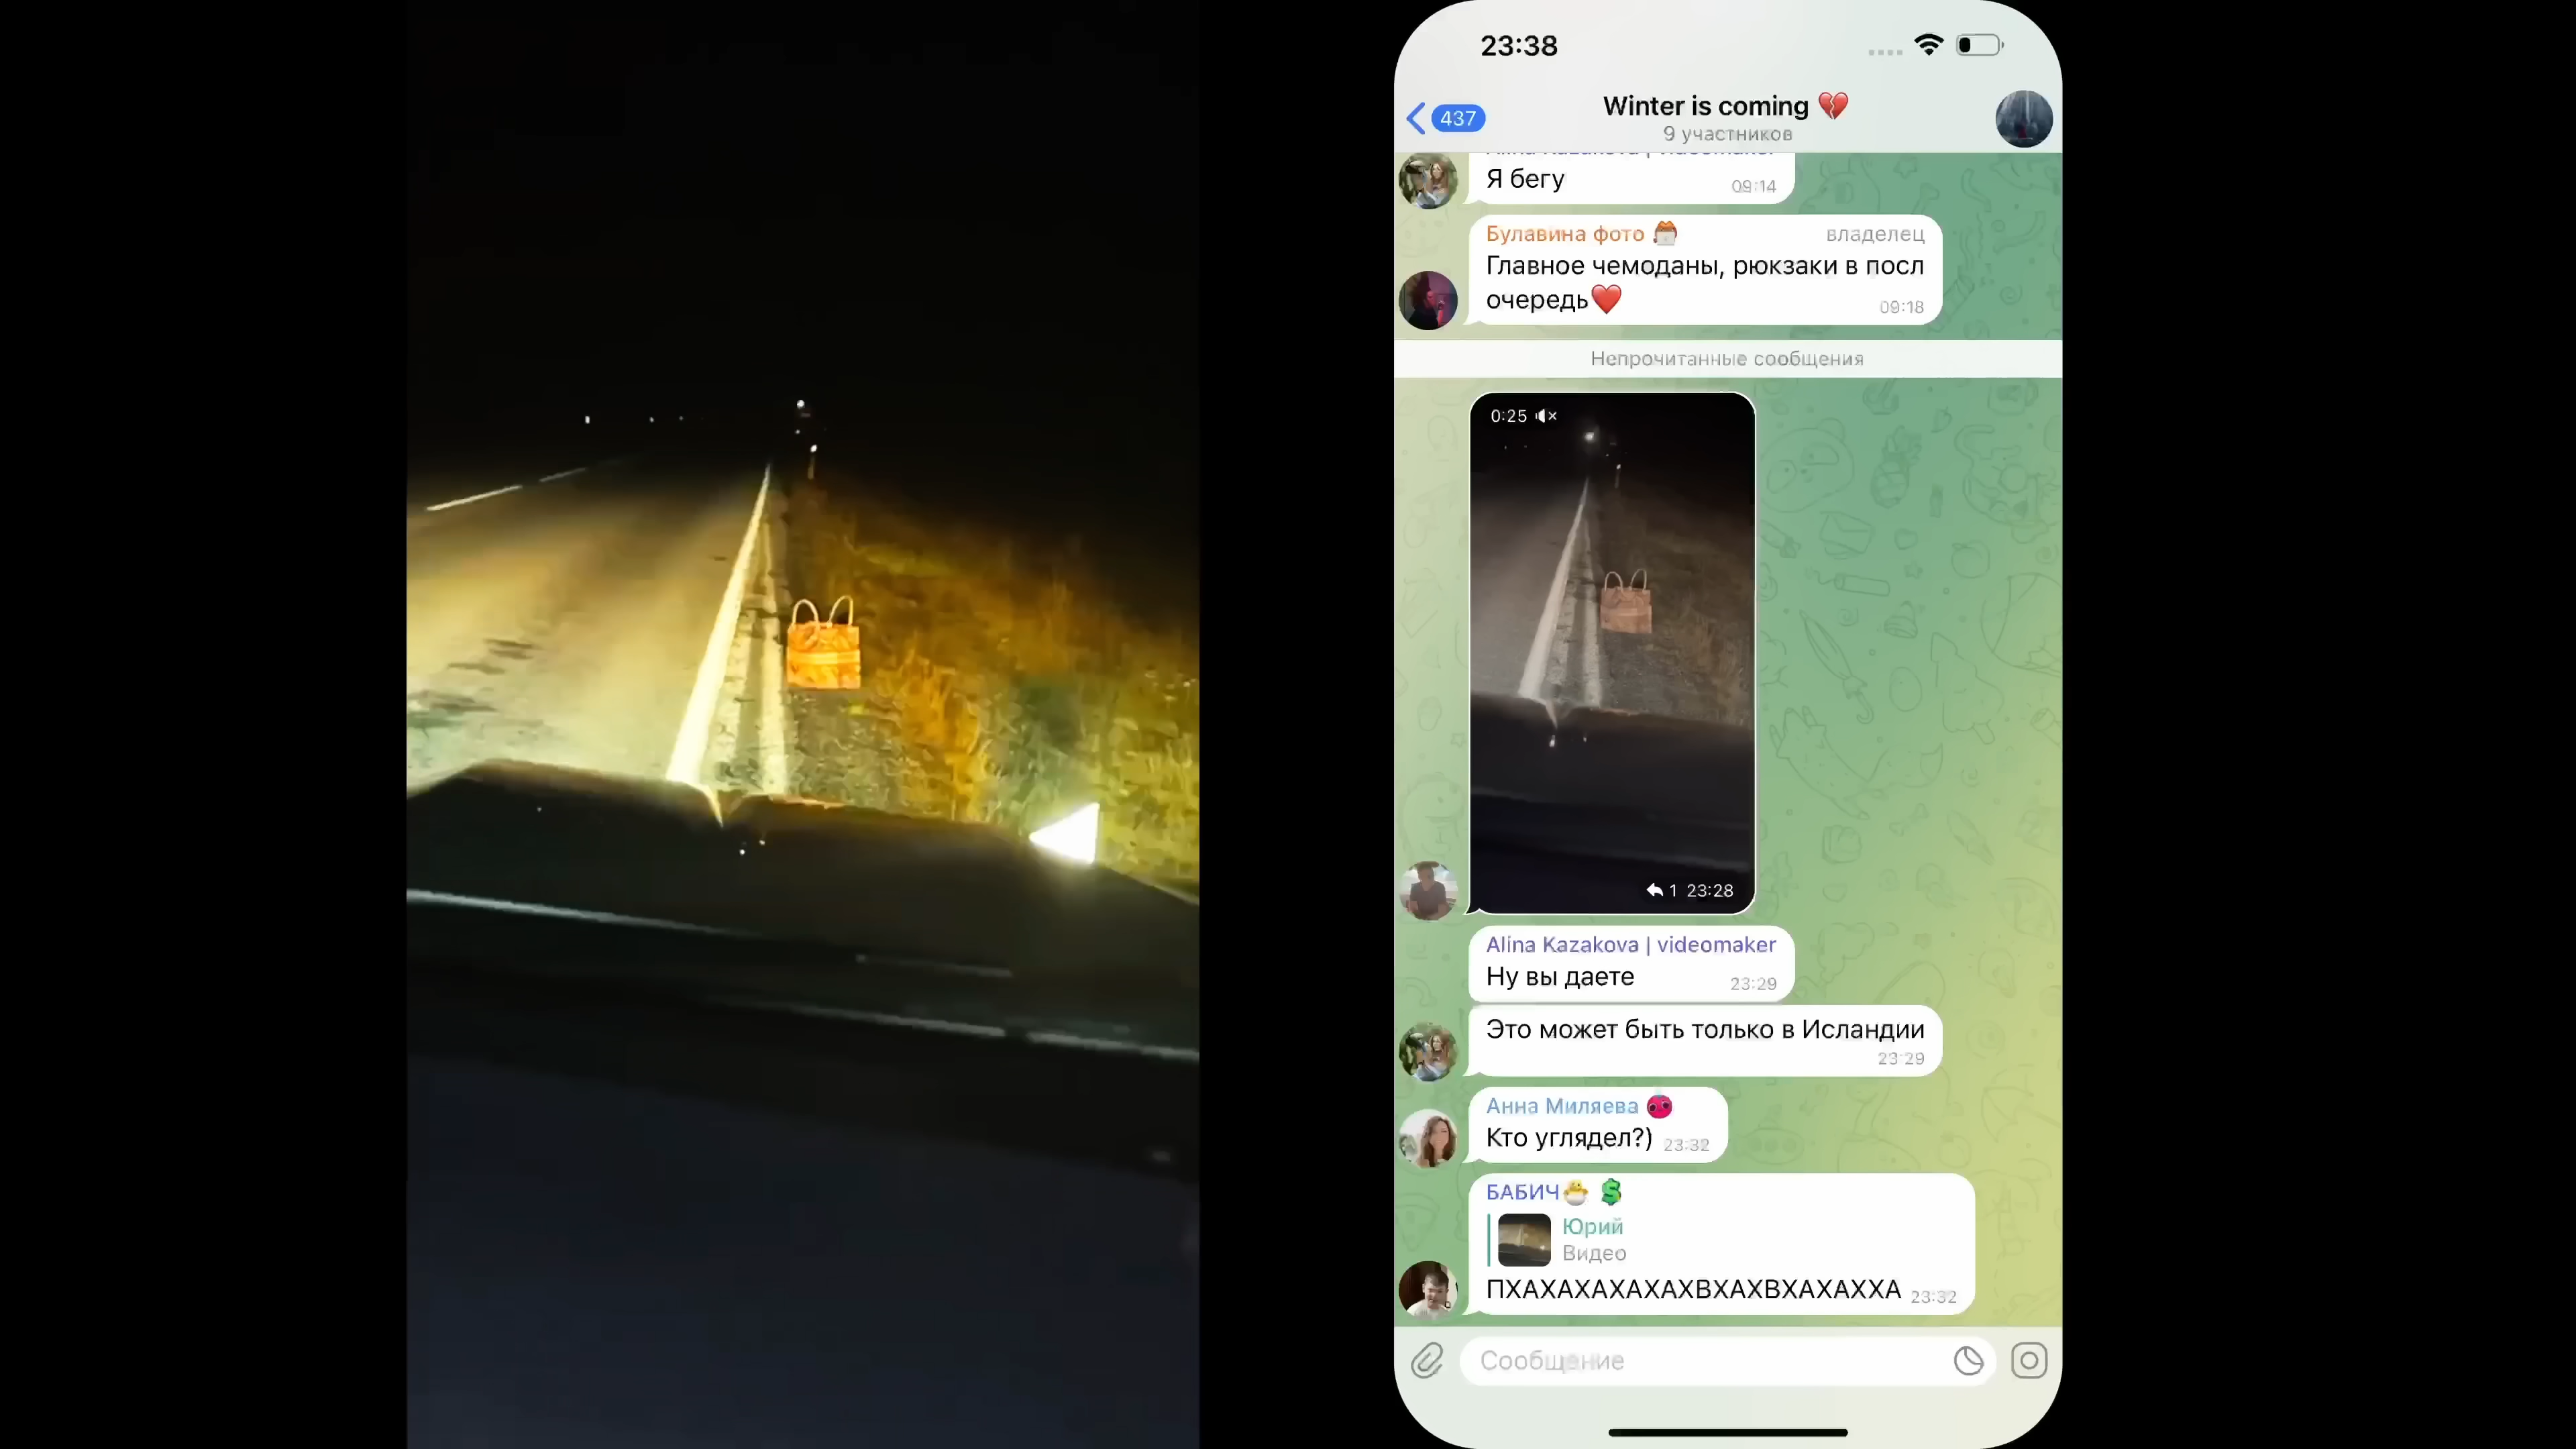 23:38
437
Winter is coming 💔
9 участников
Я бегу
09:14
Булавина фото
владелец
Главное чемоданы, рюкзаки в посл
очередь❤️
09:18
Непрочитанные сообщения
0:25
1 23:28
Alina Kazakova | videomaker
Ну вы даете
23:29
Это может быть только в Исландии
23:29
Анна Миляева
Кто углядел?)
23:32
БАБИЧ🐣💲
Юрий
Видео
ПХАХАХАХАХАХВХАХВХАХАХХА
23:32
Сообщение